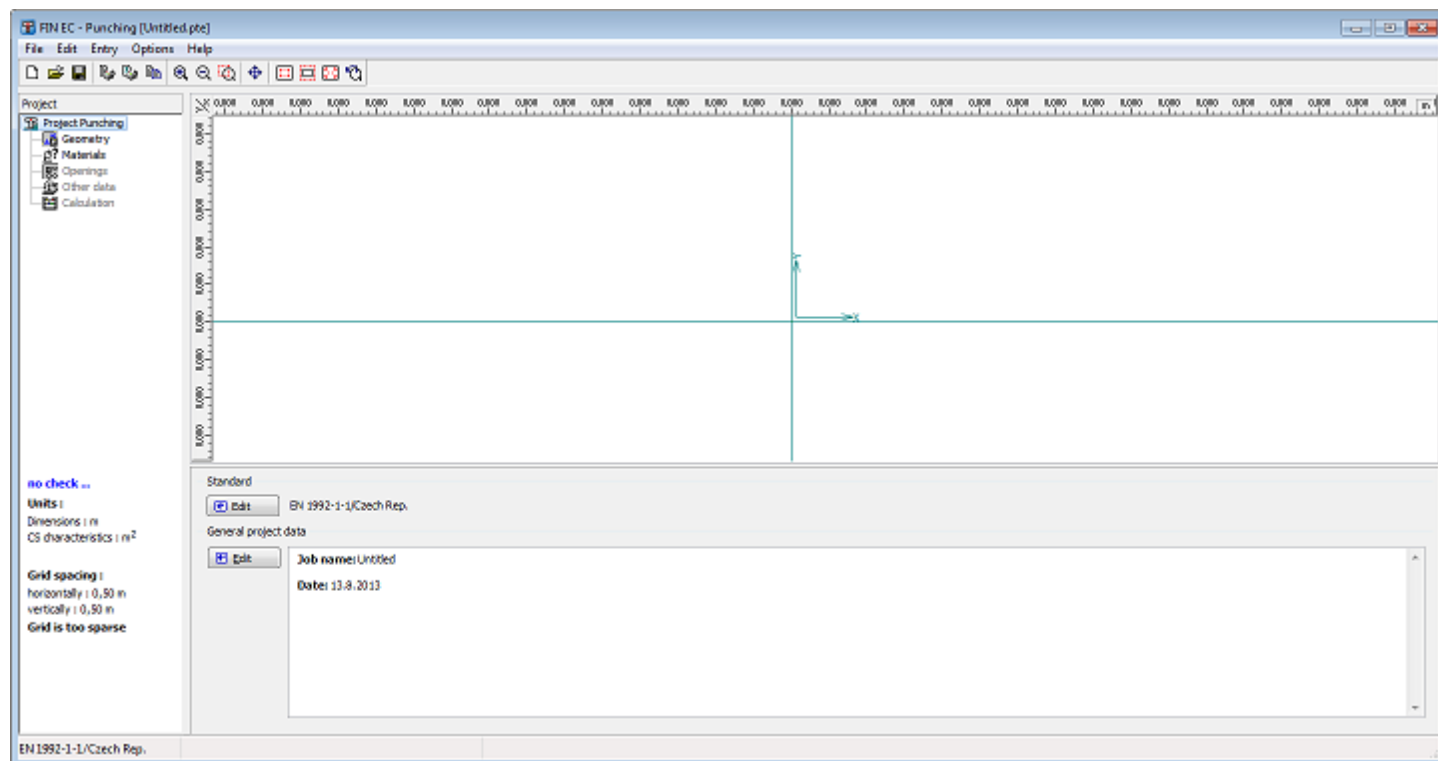 FIN EC - Punching [Untitled.pte]
File Edit Entry Options Help
Project
Project Punching
Geometry
Materials
Openings
Other data
Calculation
m
Y
X
no check ...
Units :
Dimensions : m
CS characteristics : m²
Grid spacing :
horizontally : 0,50 m
vertically : 0,50 m
Grid is too sparse
Standard
Edit EN 1992-1-1/Czech Rep.
General project data
Edit
Job name: Untitled
Date: 13.8.2013
EN 1992-1-1/Czech Rep.